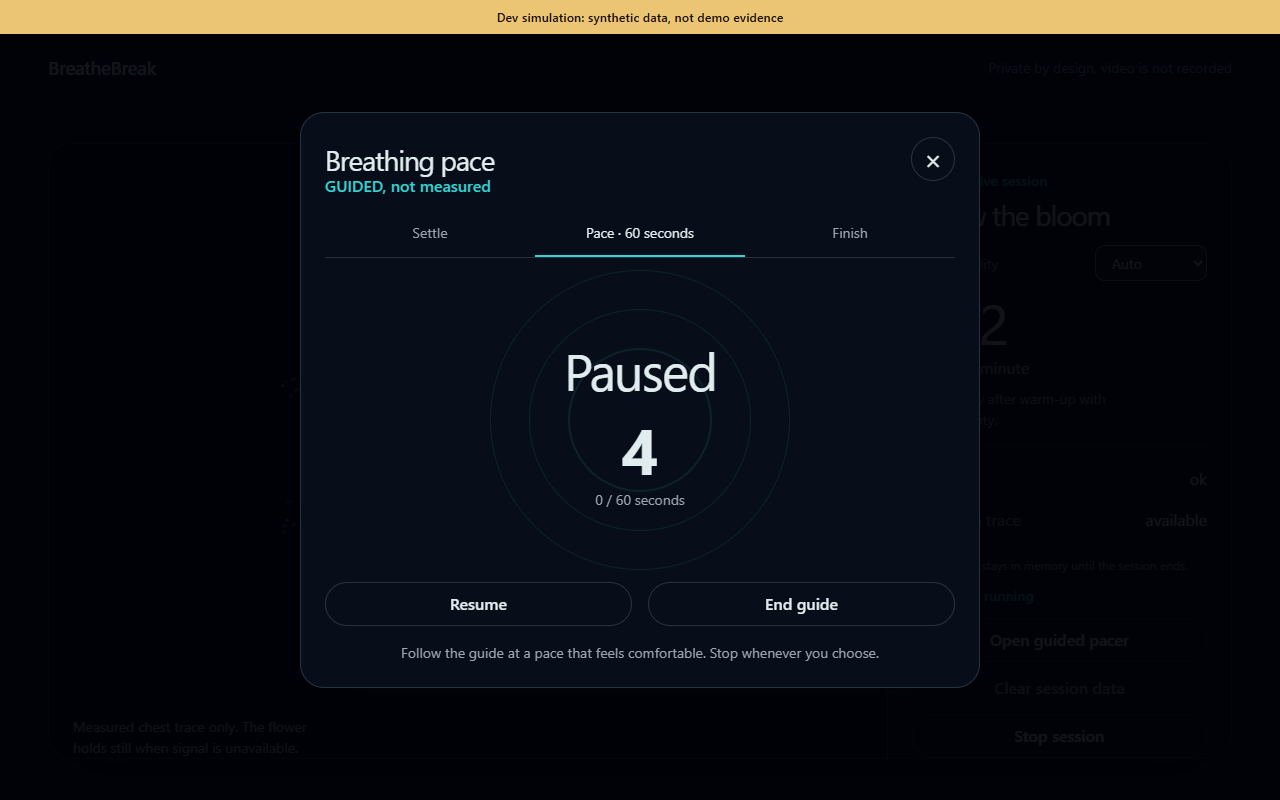 Dev simulation: synthetic data, not demo evidence
BreatheBreak
Private by design, video is not recorded
Breathing pace
GUIDED, not measured
Settle
Pace · 60 seconds
Finish
Paused
4
0 / 60 seconds
Resume
End guide
Follow the guide at a pace that feels comfortable. Stop whenever you choose.
session
the bloom
Auto
2
minute
after warm-up with
ok
trace
available
stays in memory until the session ends.
running
Open guided pacer
Clear session data
Stop session
Measured chest trace only. The flower
holds still when signal is unavailable.